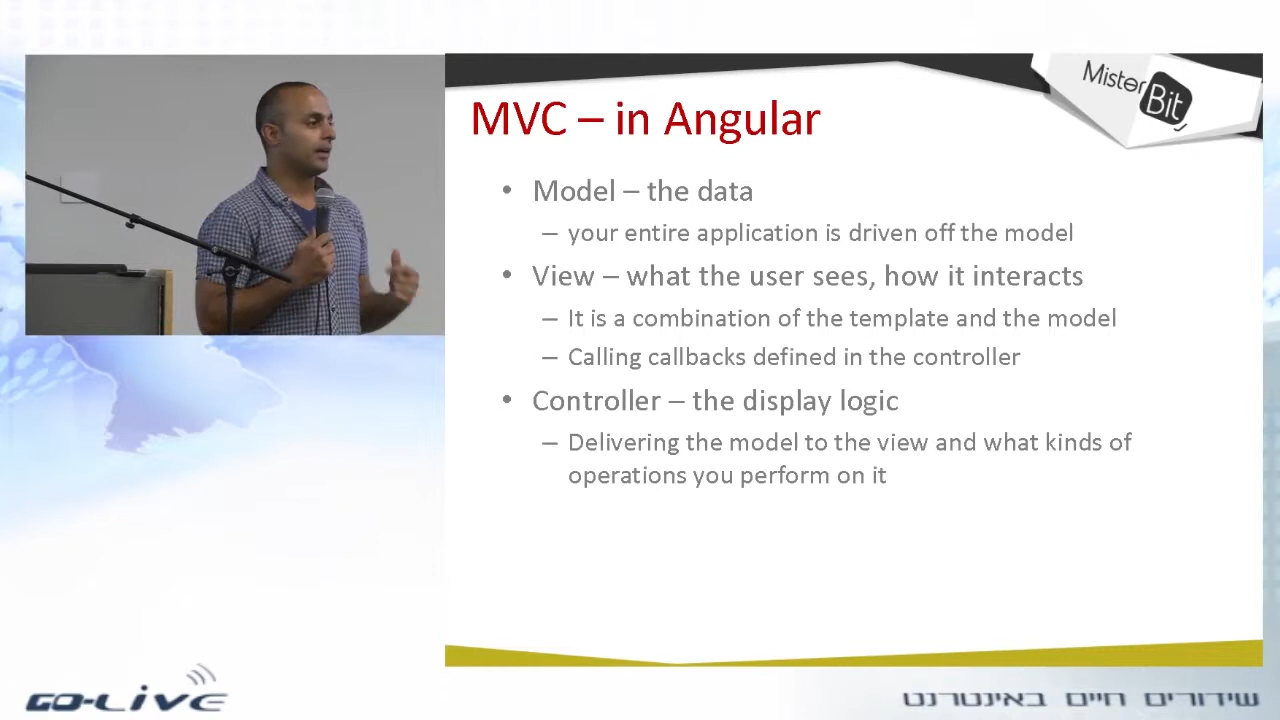 MisterBit
MVC – in Angular
• Model – the data
– your entire application is driven off the model
• View – what the user sees, how it interacts
– It is a combination of the template and the model
– Calling callbacks defined in the controller
• Controller – the display logic
– Delivering the model to the view and what kinds of
operations you perform on it
GO-LIVE
שידורים חיים באינטרנט